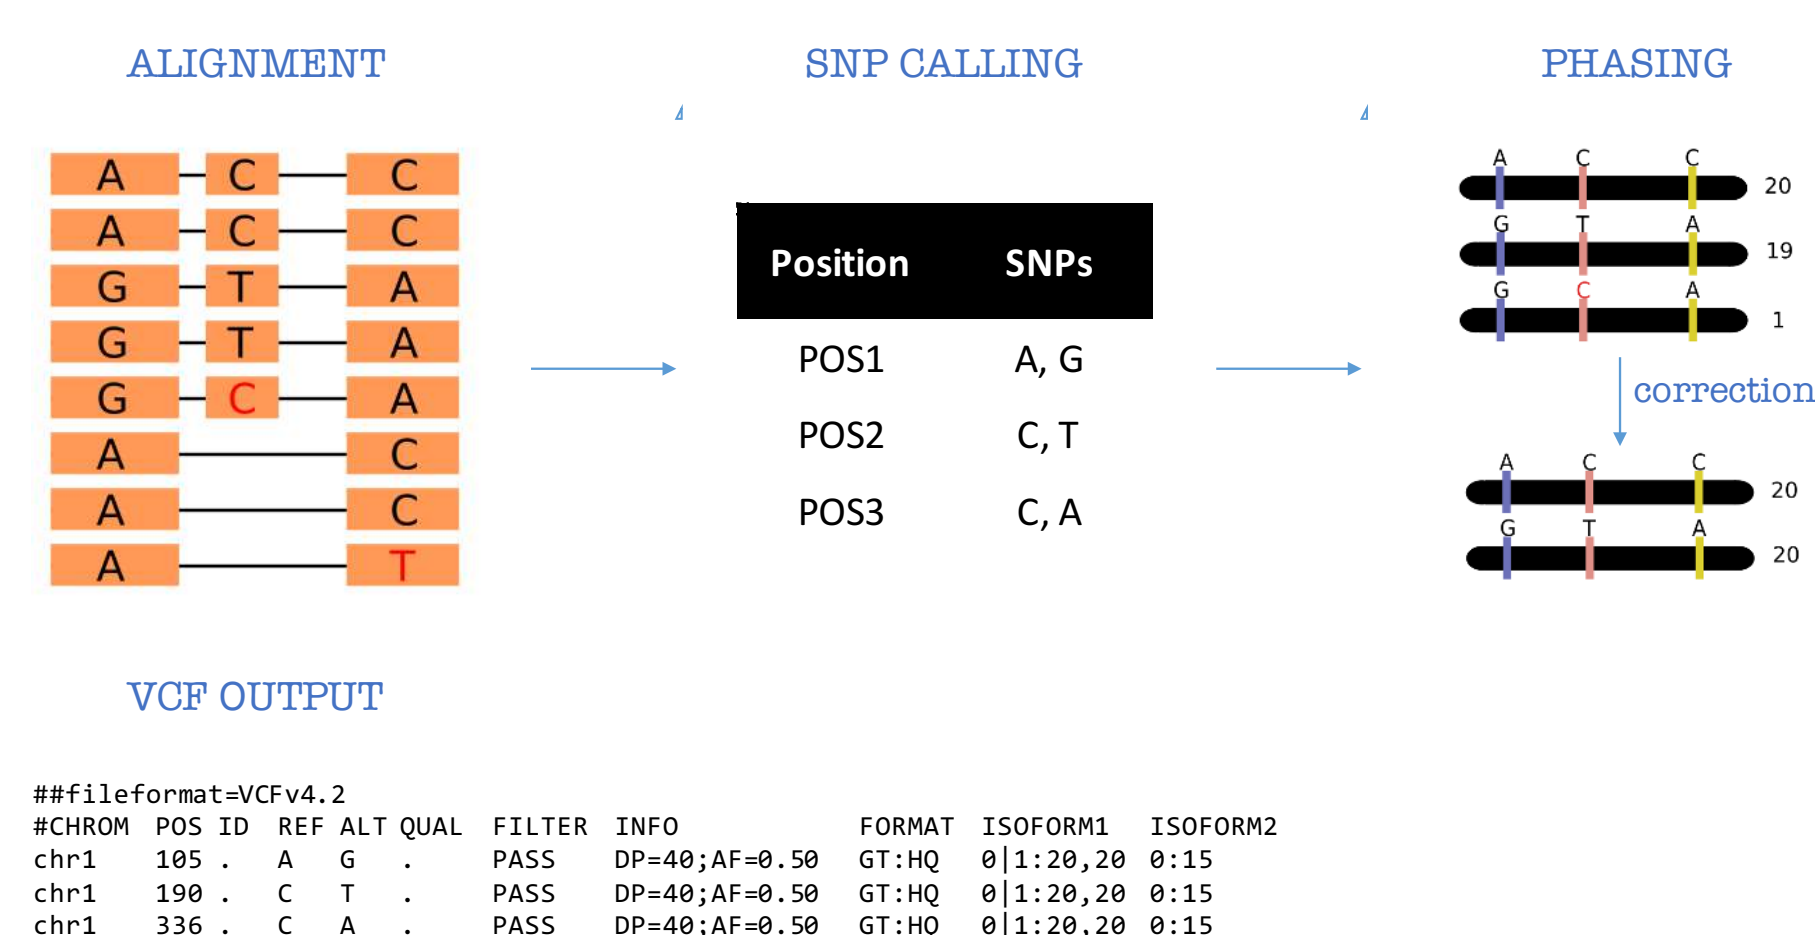 ALIGNMENT SNP CALLING PHASING
A C C
A C C
G T A
G T A
G C A
A C
A C
A T
Position SNPs
POS1 A, G
POS2 C, T
POS3 C, A
A C C
20
G T A
19
G C A
1
correction
A C C
20
G T A
20
VCF OUTPUT
##fileformat=VCFv4.2
#CHROM POS ID REF ALT QUAL FILTER INFO FORMAT ISOFORM1 ISOFORM2
chr1 105 . A G . PASS DP=40;AF=0.50 GT:HQ 0|1:20,20 0:15
chr1 190 . C T . PASS DP=40;AF=0.50 GT:HQ 0|1:20,20 0:15
chr1 336 . C A . PASS DP=40;AF=0.50 GT:HQ 0|1:20,20 0:15